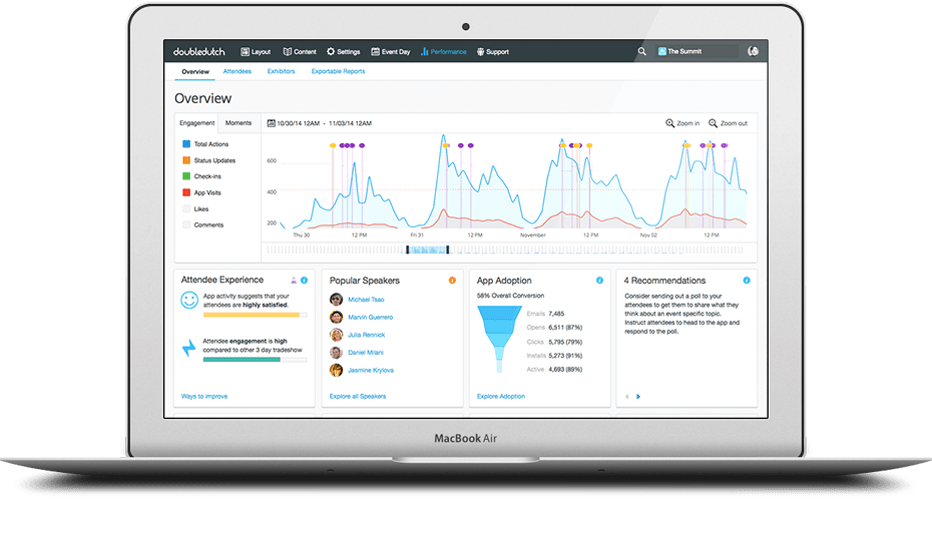 doubledutch Layout Content Settings Event Day Performance Support The Summit
Overview Attendees Exhibitors Exportable Reports
Overview
Engagement Moments 10/30/14 12AM - 11/03/14 12AM Zoom in Zoom out
Total Actions
Status Updates
Check-ins
App Visits
Likes
Comments
600
400
200
Thu 30 12 PM Fri 31 12 PM November 12 PM Nov 02 12 PM
Attendee Experience
App activity suggests that your
attendees are highly satisfied.
Attendee engagement is high
compared to other 3 day tradeshow
Ways to improve
Popular Speakers
Michael Tsao
Marvin Guerrero
Julia Rennick
Daniel Milani
Jasmine Krylova
Explore all Speakers
App Adoption
58% Overall Conversion
Emails 7,485
Opens 6,511 (87%)
Clicks 5,795 (79%)
Installs 5,273 (91%)
Active 4,693 (89%)
Explore Adoption
4 Recommendations
Consider sending out a poll to your
attendees to get them to share what they
think about an event specific topic.
Instruct attendees to head to the app and
respond to the poll.
MacBook Air